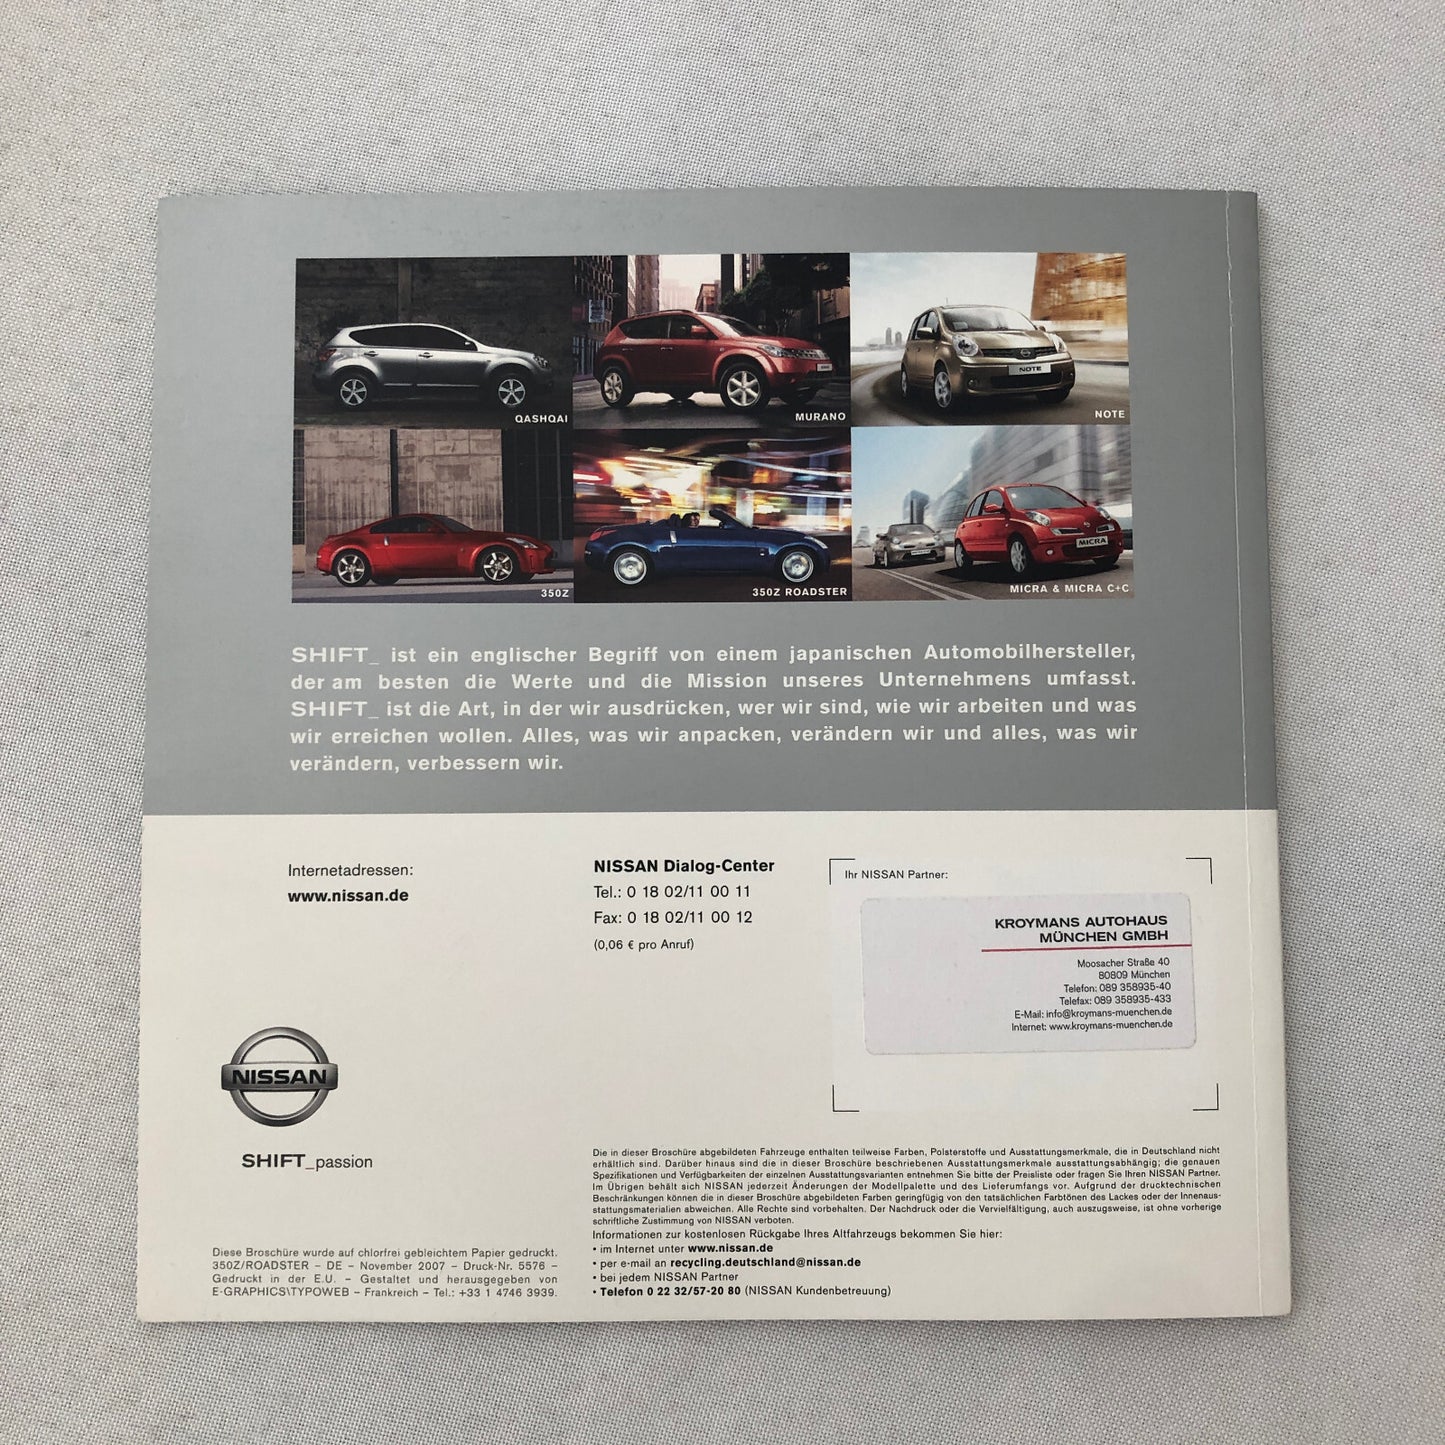 QASHQAI
MURANO
NOTE
NOTE
350Z
350Z ROADSTER
MICRA
MICRA & MICRA C+C
SHIFT_ ist ein englischer Begriff von einem japanischen Automobilhersteller,
der am besten die Werte und die Mission unseres Unternehmens umfasst.
SHIFT_ ist die Art, in der wir ausdrücken, wer wir sind, wie wir arbeiten und was
wir erreichen wollen. Alles, was wir anpacken, verändern wir und alles, was wir
verändern, verbessern wir.
Internetadressen:
www.nissan.de
NISSAN Dialog-Center
Tel.: 0 18 02/11 00 11
Fax: 0 18 02/11 00 12
(0,06 € pro Anruf)
Ihr NISSAN Partner:
KROYMANS AUTOHAUS
MÜNCHEN GMBH
Moosacher Straße 40
80809 München
Telefon: 089 358935-40
Telefax: 089 358935-433
E-Mail: info@kroymans-muenchen.de
Internet: www.kroymans-muenchen.de
NISSAN
SHIFT_passion
Diese Broschüre wurde auf chlorfrei gebleichtem Papier gedruckt.
350Z/ROADSTER – DE – November 2007 – Druck-Nr. 5576 –
Gedruckt in der E.U. – Gestaltet und herausgegeben von
E-GRAPHICS\TYPOWEB – Frankreich – Tel.: +33 1 4746 3939.
Die in dieser Broschüre abgebildeten Fahrzeuge enthalten teilweise Farben, Polsterstoffe und Ausstattungsmerkmale, die in Deutschland nicht
erhältlich sind. Darüber hinaus sind die in dieser Broschüre beschriebenen Ausstattungsmerkmale ausstattungsabhängig; die genauen
Spezifikationen und Verfügbarkeiten der einzelnen Ausstattungsvarianten entnehmen Sie bitte der Preisliste oder fragen Sie Ihren NISSAN Partner.
Im Übrigen behält sich NISSAN jederzeit Änderungen der Modellpalette und des Lieferumfangs vor. Aufgrund der drucktechnischen
Beschränkungen können die in dieser Broschüre abgebildeten Farben geringfügig von den tatsächlichen Farbtönen des Lackes oder der Innenaus-
stattungsmaterialien abweichen. Alle Rechte sind vorbehalten. Der Nachdruck oder die Vervielfältigung, auch auszugsweise, ist ohne vorherige
schriftliche Zustimmung von NISSAN verboten.
Informationen zur kostenlosen Rückgabe Ihres Altfahrzeugs bekommen Sie hier:
• im Internet unter www.nissan.de
• per e-mail an recycling.deutschland@nissan.de
• bei jedem NISSAN Partner
• Telefon 0 22 32/57-20 80 (NISSAN Kundenbetreuung)